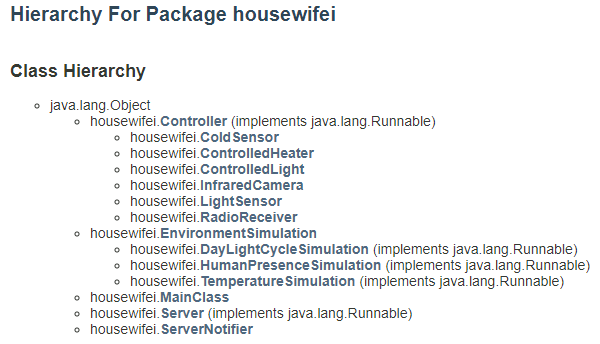 Hierarchy For Package housewifei
Class Hierarchy
java.lang.Object
housewifei.Controller (implements java.lang.Runnable)
housewifei.ColdSensor
housewifei.ControlledHeater
housewifei.ControlledLight
housewifei.InfraredCamera
housewifei.LightSensor
housewifei.RadioReceiver
housewifei.EnvironmentSimulation
housewifei.DayLightCycleSimulation (implements java.lang.Runnable)
housewifei.HumanPresenceSimulation (implements java.lang.Runnable)
housewifei.TemperatureSimulation (implements java.lang.Runnable)
housewifei.MainClass
housewifei.Server (implements java.lang.Runnable)
housewifei.ServerNotifier